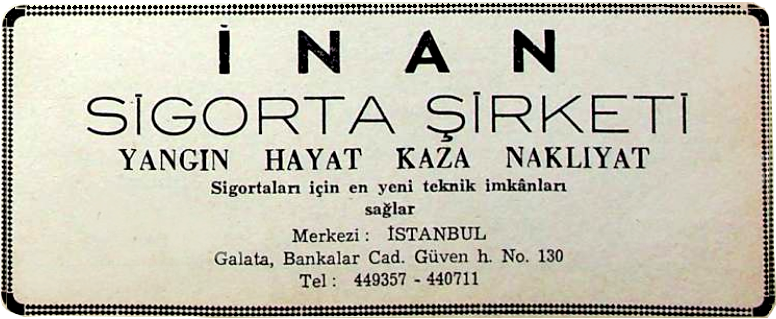 İNAN
SİGORTA ŞİRKETİ
YANGIN HAYAT KAZA NAKLIYAT
Sigortaları için en yeni teknik imkânları
sağlar
Merkezi : İSTANBUL
Galata, Bankalar Cad. Güven h. No. 130
Tel : 449357 - 440711